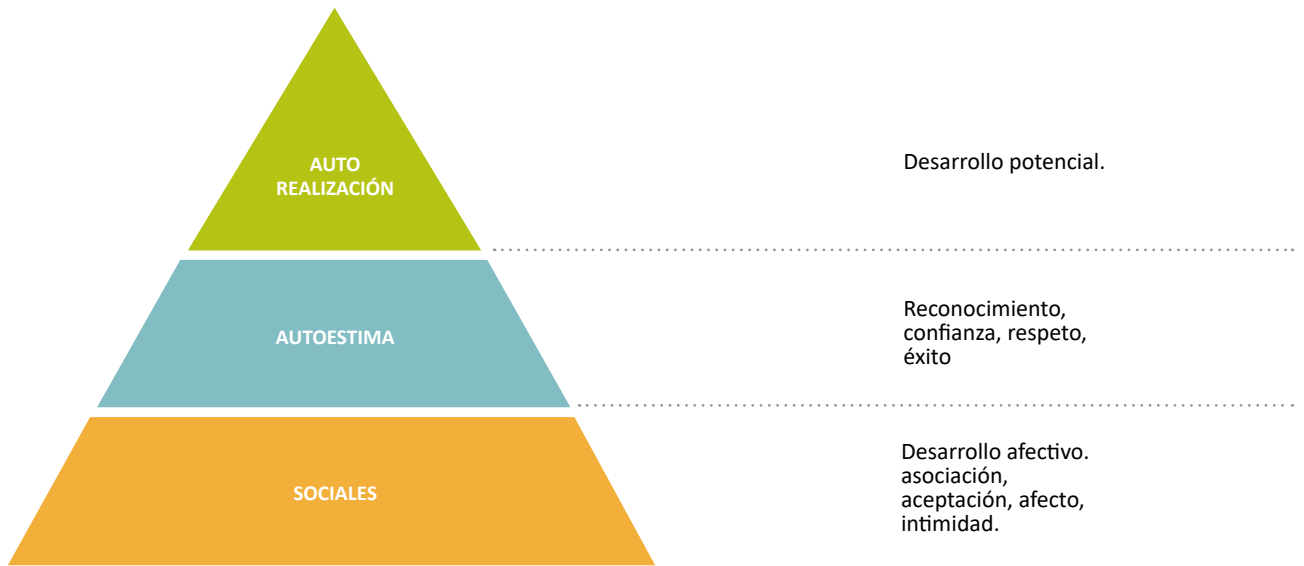 AUTO
REALIZACIÓN
Desarrollo potencial.
AUTOESTIMA
Reconocimiento,
confianza, respeto,
éxito
SOCIALES
Desarrollo afectivo.
asociación,
aceptación, afecto,
intimidad.